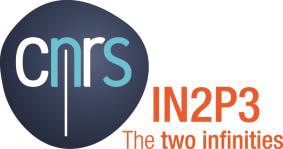 cnrs
IN2P3
The two infinities